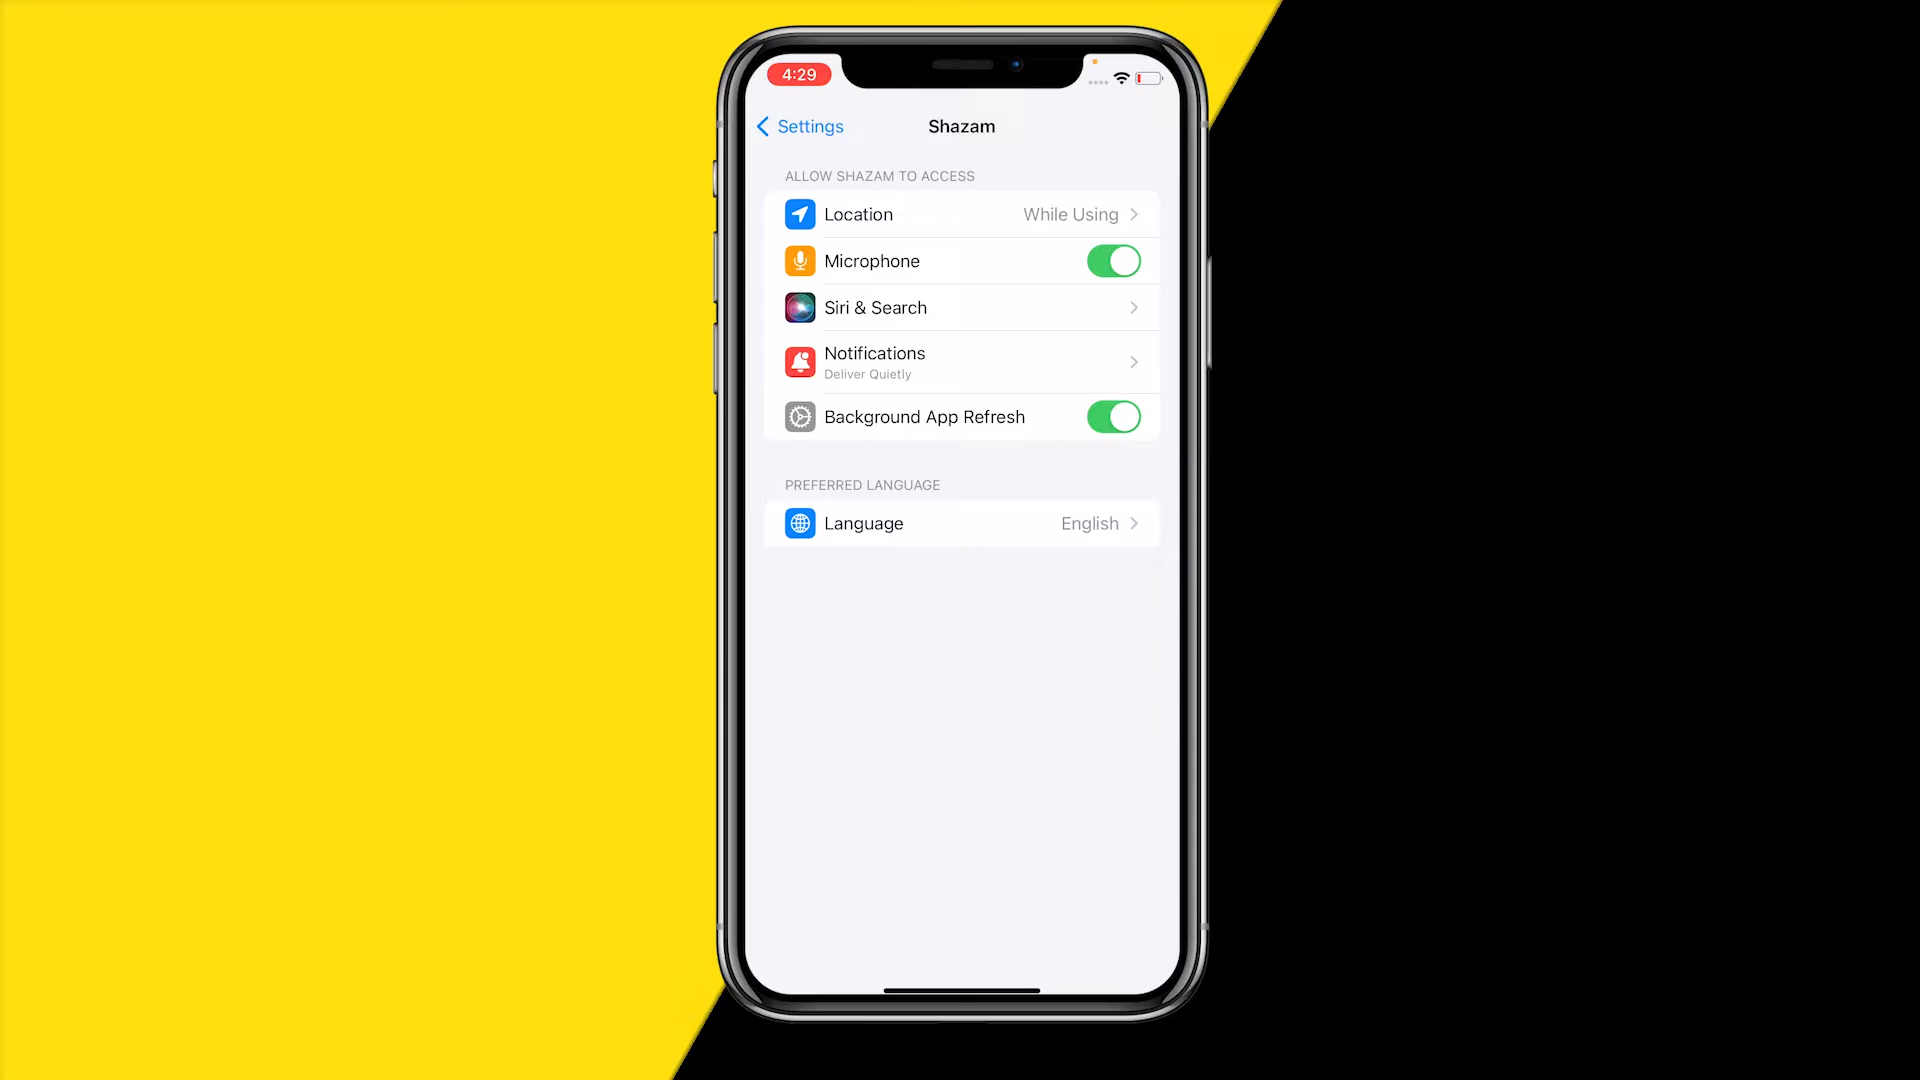 4:29
Settings
Shazam
ALLOW SHAZAM TO ACCESS
Location
While Using
Microphone
Siri & Search
Notifications
Deliver Quietly
Background App Refresh
PREFERRED LANGUAGE
Language
English